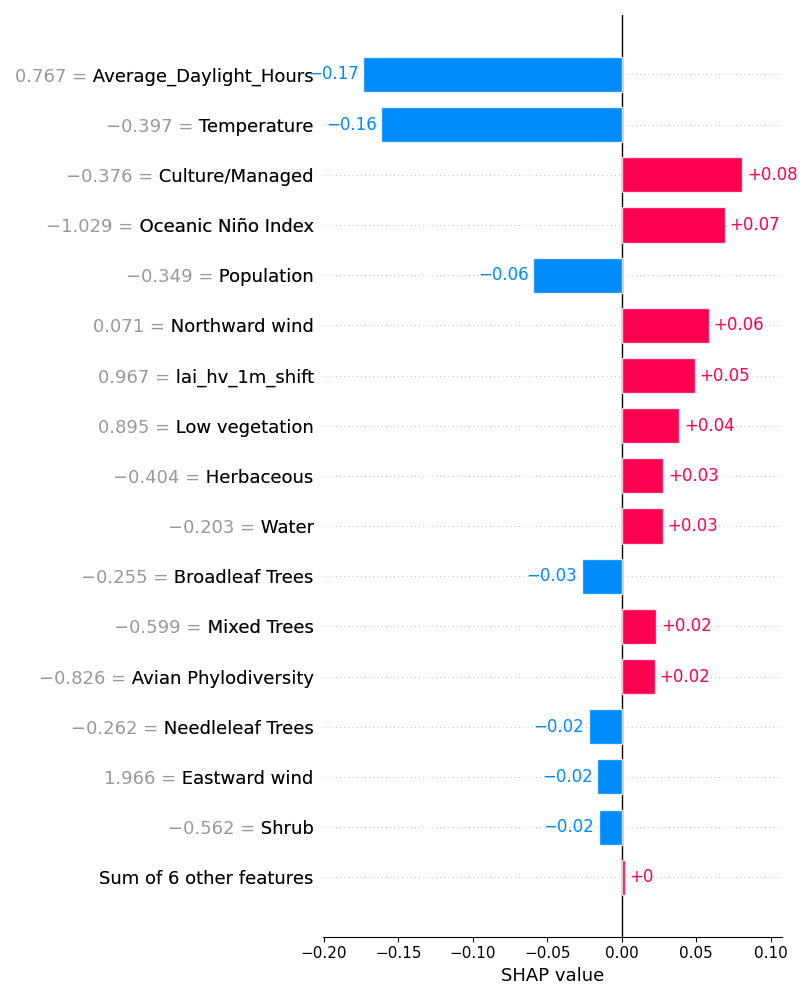 0.767 = Average_Daylight_Hours −0.17
−0.397 = Temperature −0.16
−0.376 = Culture/Managed +0.08
−1.029 = Oceanic Niño Index +0.07
−0.349 = Population −0.06
0.071 = Northward wind +0.06
0.967 = lai_hv_1m_shift +0.05
0.895 = Low vegetation +0.04
−0.404 = Herbaceous +0.03
−0.203 = Water +0.03
−0.255 = Broadleaf Trees −0.03
−0.599 = Mixed Trees +0.02
−0.826 = Avian Phylodiversity +0.02
−0.262 = Needleleaf Trees −0.02
1.966 = Eastward wind −0.02
−0.562 = Shrub −0.02
Sum of 6 other features +0
−0.20 −0.15 −0.10 −0.05 0.00 0.05 0.10
SHAP value